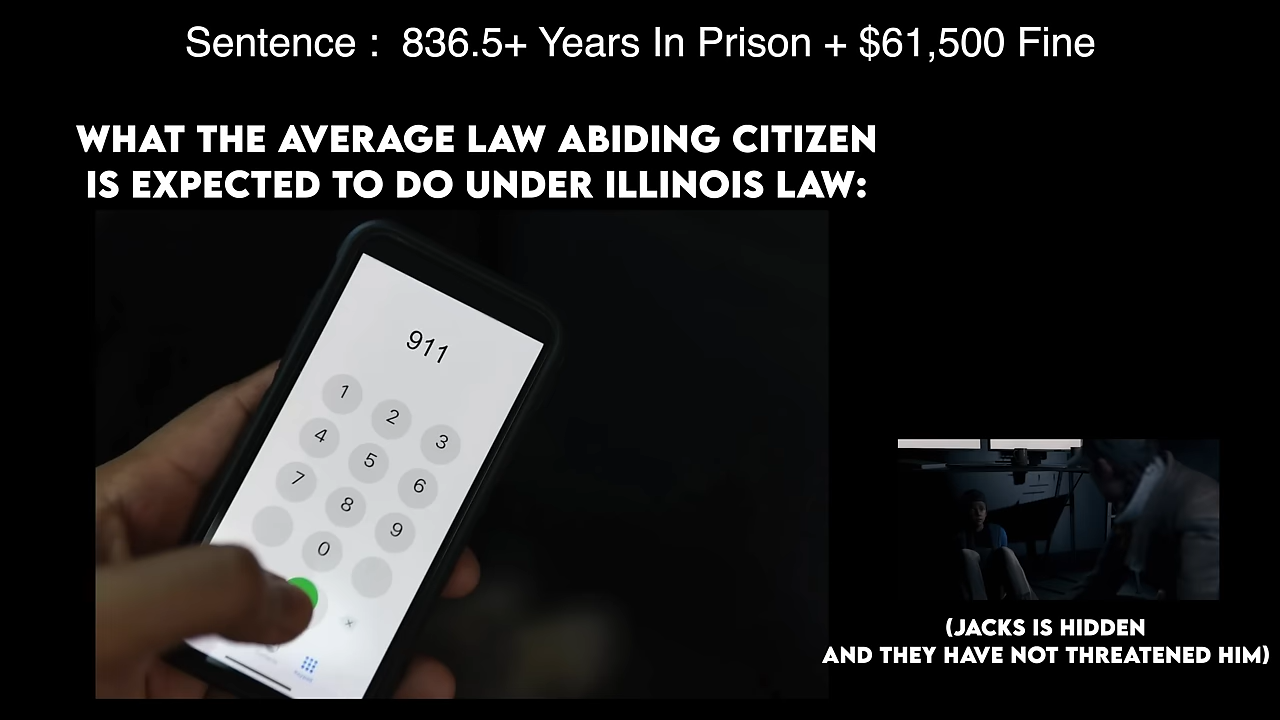 Sentence :  836.5+ Years In Prison + $61,500 Fine
WHAT THE AVERAGE LAW ABIDING CITIZEN
IS EXPECTED TO DO UNDER ILLINOIS LAW:
911
1
2
3
4
5
6
7
8
9
0
(JACKS IS HIDDEN
AND THEY HAVE NOT THREATENED HIM)